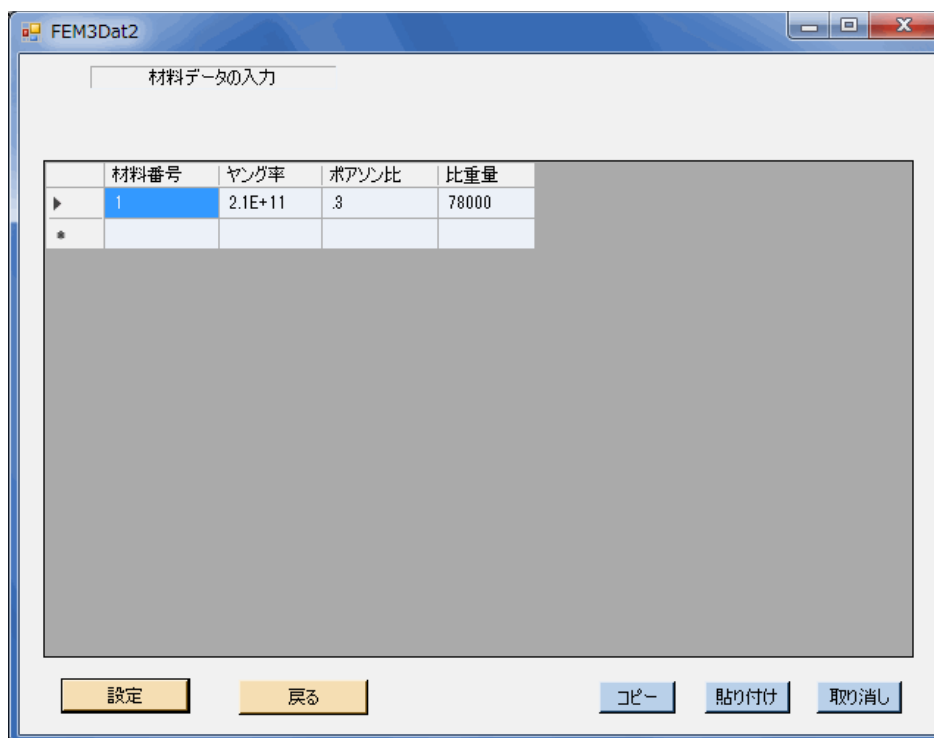 FEM3Dat2
材料データの入力
材料番号 ヤング率 ポアソン比 比重量
1 2.1E+11 .3 78000
設定 戻る コピー 貼り付け 取り消し